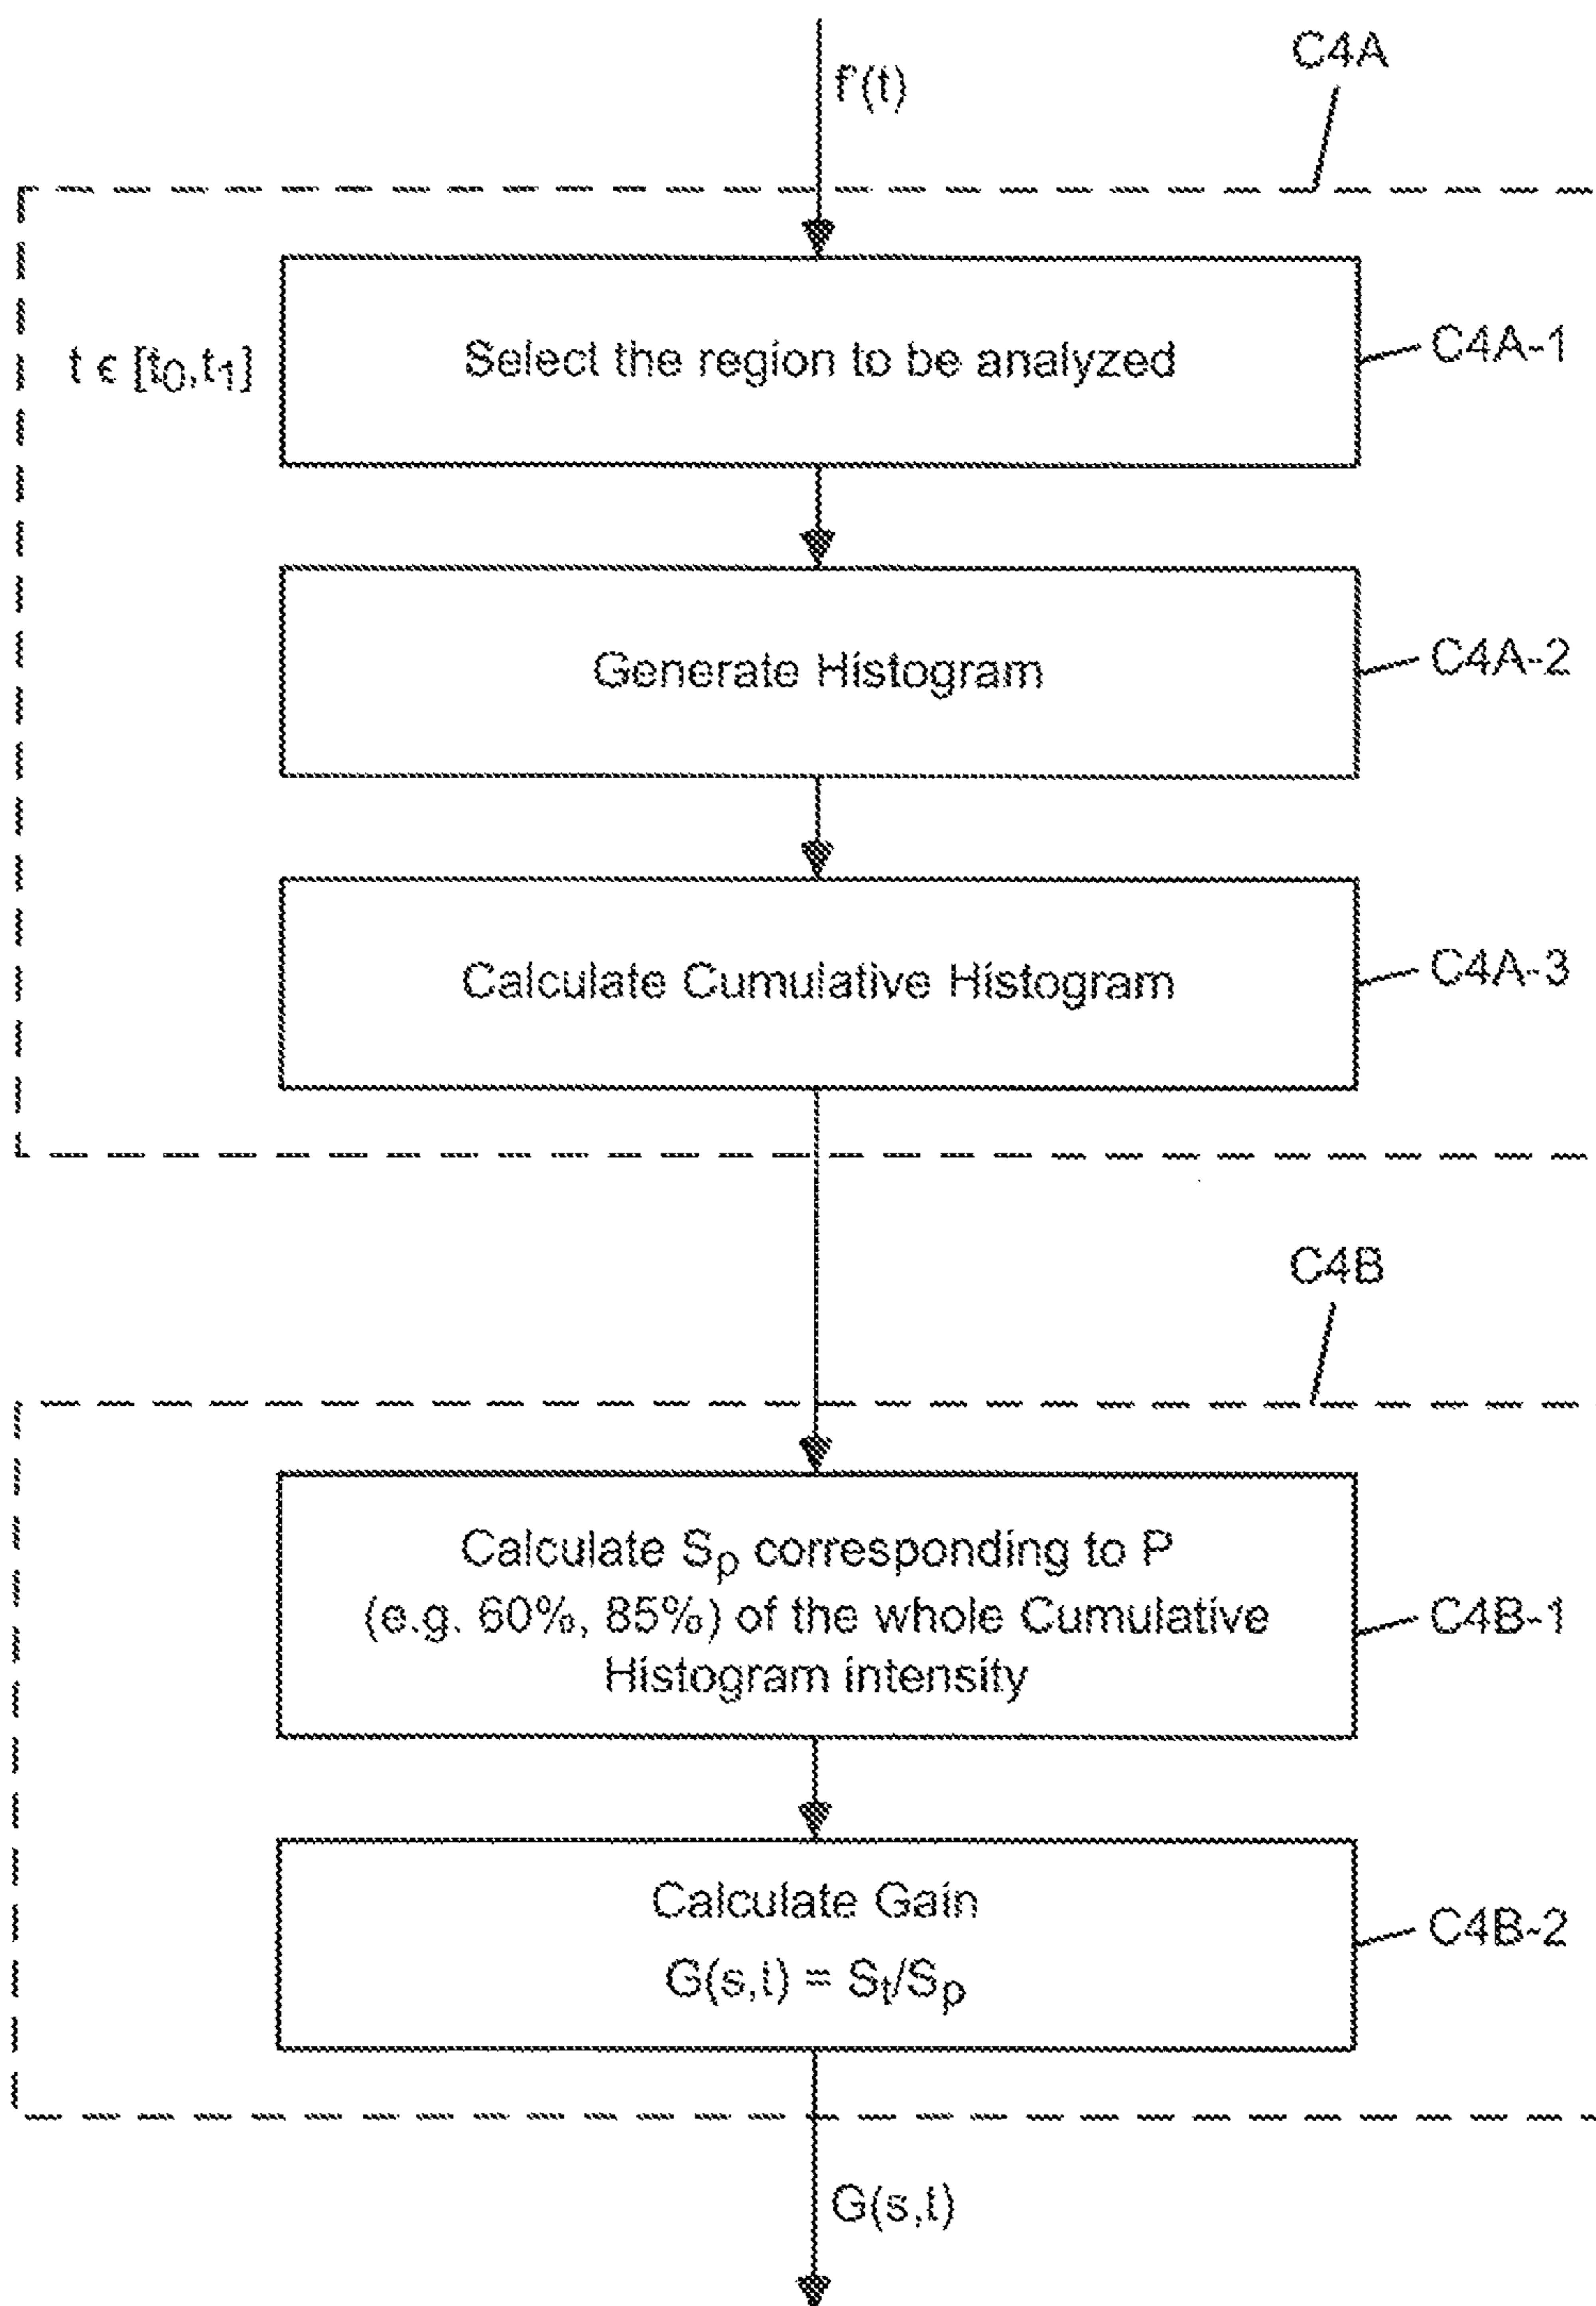 f'(t)
C4A
t ϵ [t0,t1]
Select the region to be analyzed
C4A-1
Generate Histogram
C4A-2
Calculate Cumulative Histogram
C4A-3
C4B
Calculate Sp corresponding to P
(e.g. 60%, 85%) of the whole Cumulative
Histogram intensity
C4B-1
Calculate Gain
G(s,t) = St/Sp
C4B-2
G(s,t)